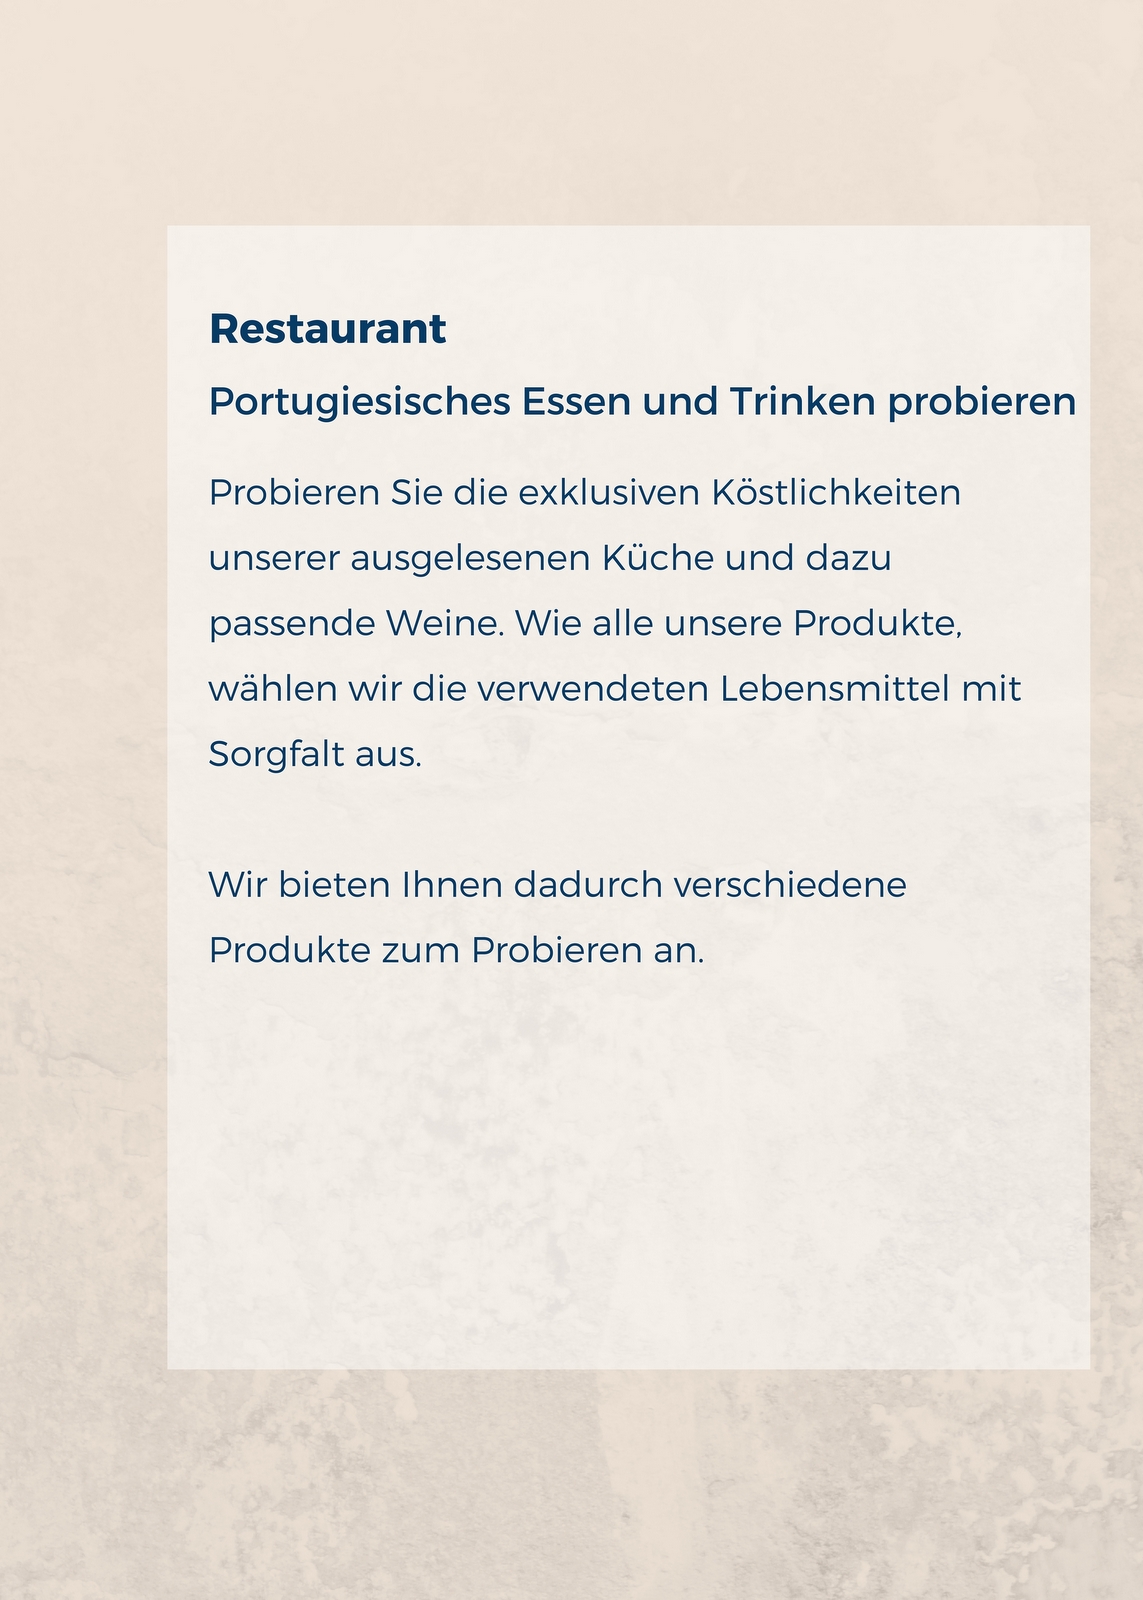 Restaurant
Portugiesisches Essen und Trinken probieren
Probieren Sie die exklusiven Köstlichkeiten
unserer ausgelesenen Küche und dazu
passende Weine. Wie alle unsere Produkte,
wählen wir die verwendeten Lebensmittel mit
Sorgfalt aus.
Wir bieten Ihnen dadurch verschiedene
Produkte zum Probieren an.